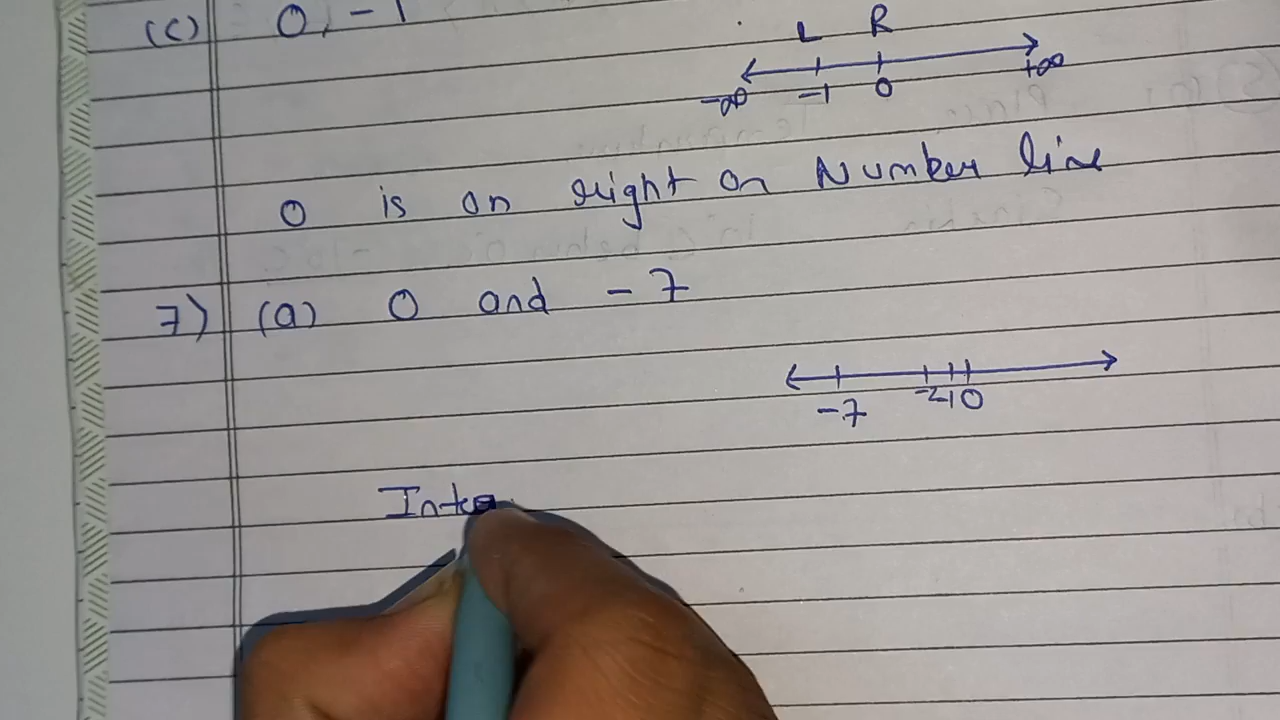 (c) 0, -1
L R
-∞ -1 0 +∞
0 is on right on Number line
7) (a) 0 and -7
-7 -2 -1 0
Inte